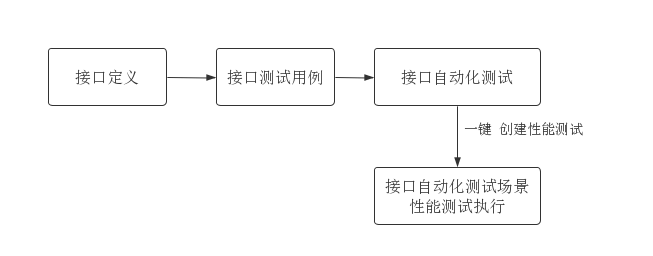 接口定义
接口测试用例
接口自动化测试
一键 创建性能测试
接口自动化测试场景
性能测试执行